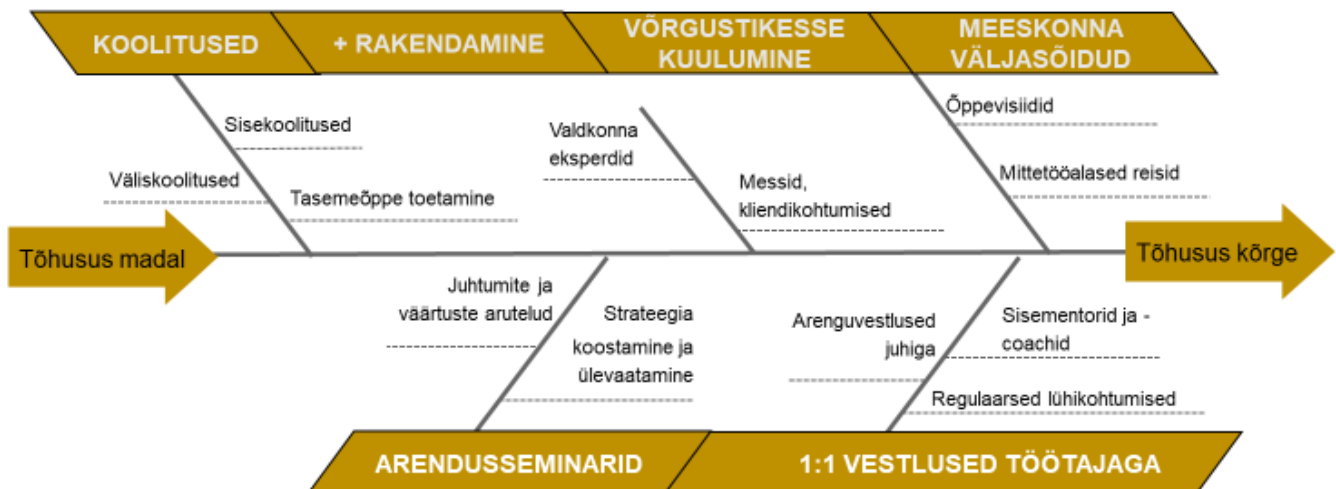 KOOLITUSED
+ RAKENDAMINE
VÕRGUSTIKESSE
KUULUMINE
MEESKONNA
VÄLJASÕIDUD
Sisekoolitused
Väliskoolitused
Tasemeõppe toetamine
Valdkonna
eksperdid
Messid,
kliendikohtumised
Õppevisiidid
Mittetööalased reisid
Tõhusus madal
Tõhusus kõrge
Juhtumite ja
väärtuste arutelud
Strateegia
koostamine ja
ülevaatamine
Arenguvestlused
juhiga
Sisementorid ja -
coachid
Regulaarsed lühikohtumised
ARENDUSSEMINARID
1:1 VESTLUSED TÖÖTAJAGA